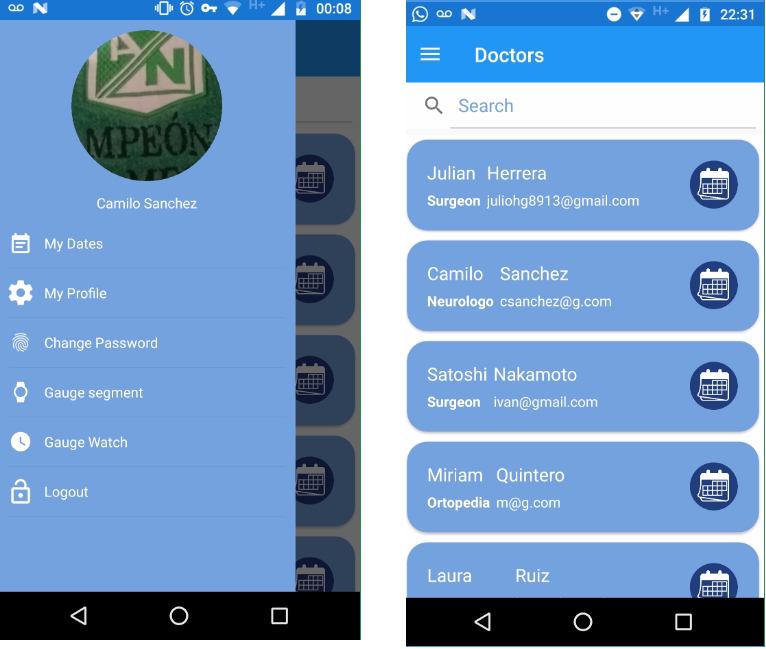 H+ 00:08
AN
MPEÓN
Camilo Sanchez
My Dates
My Profile
Change Password
Gauge segment
Gauge Watch
Logout
H+ 22:31
Doctors
Search
Julian Herrera
Surgeon juliohg8913@gmail.com
Camilo Sanchez
Neurologo csanchez@g.com
Satoshi Nakamoto
Surgeon ivan@gmail.com
Miriam Quintero
Ortopedia m@g.com
Laura Ruiz